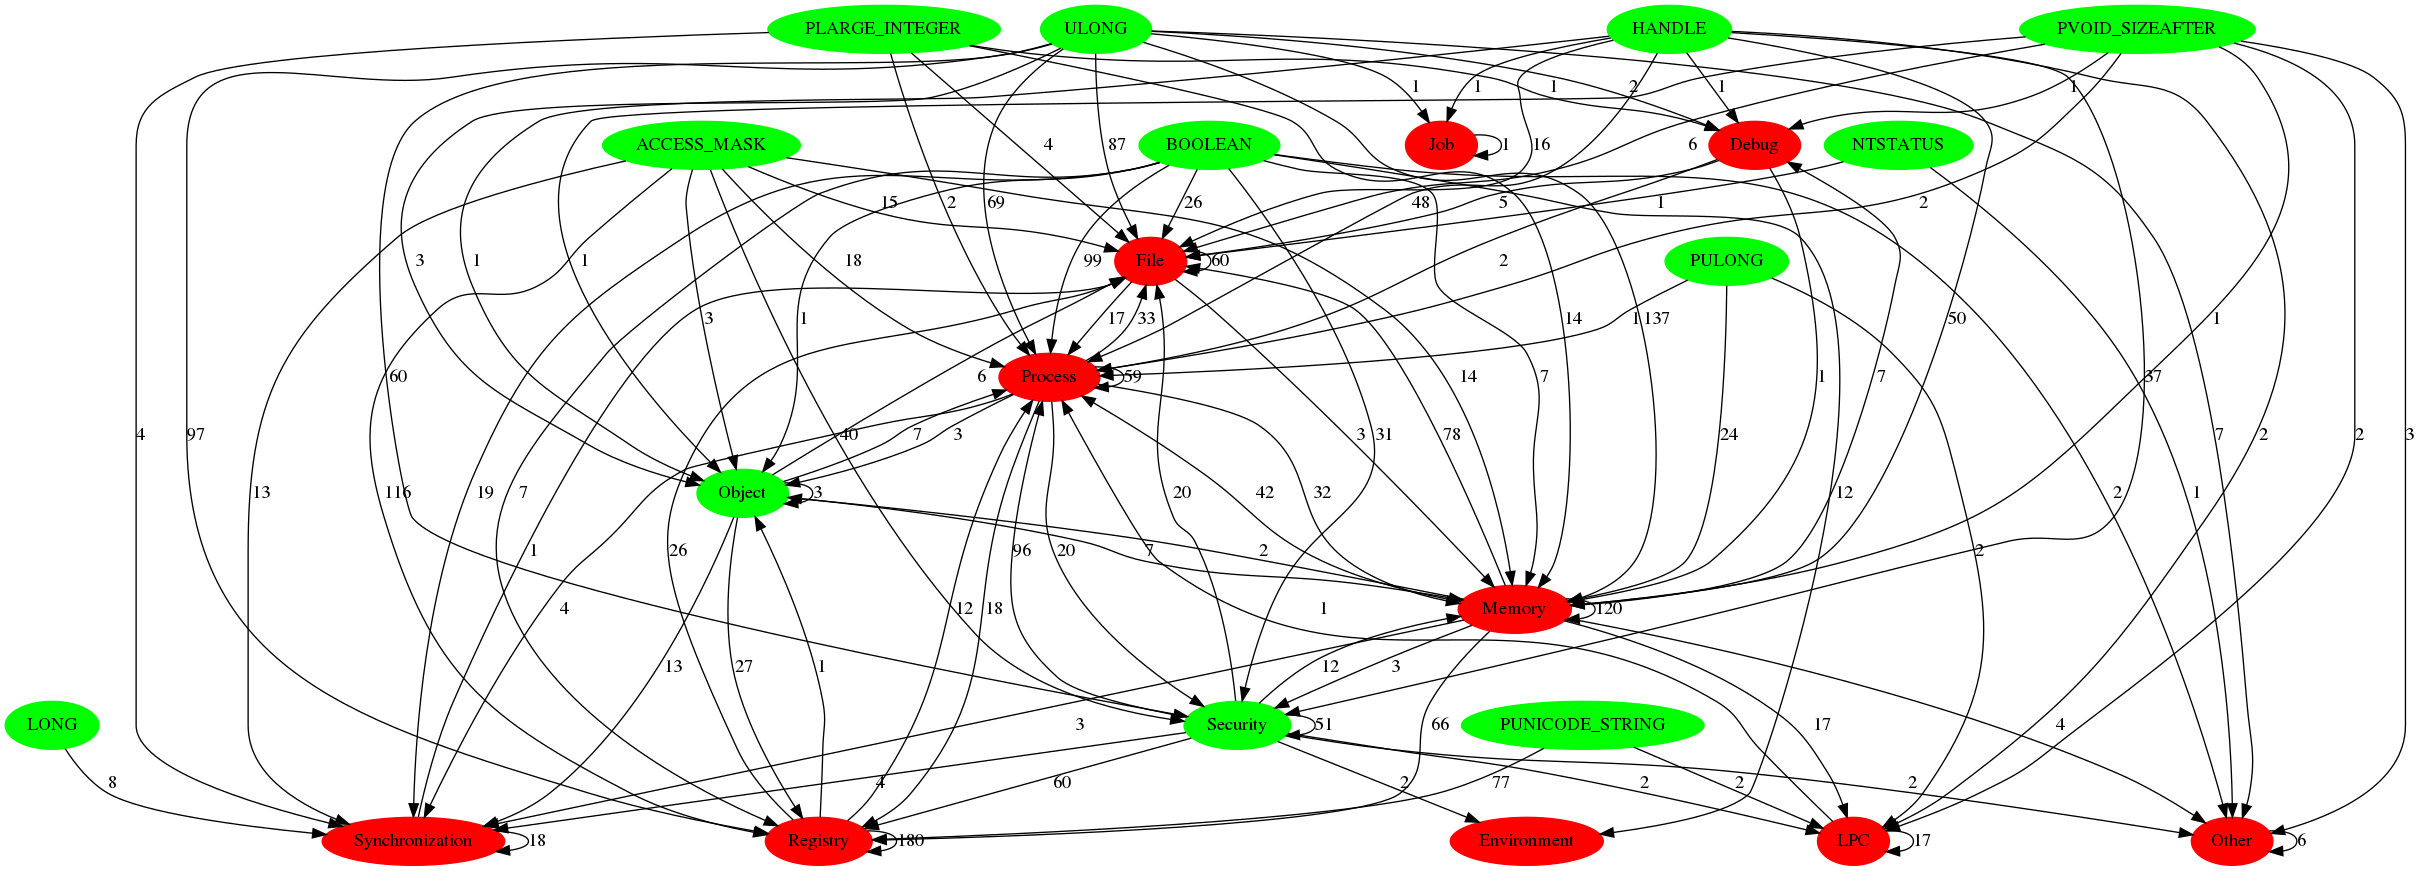 PLARGE_INTEGER ULONG HANDLE PVOID_SIZEAFTER
1 1 1 2 1 1
ACCESS_MASK BOOLEAN Job 1 Debug NTSTATUS
4 87 16 6
15 2 69 26 48 5 1 2
3 1 1 18 99 File 60 2 PULONG
3 1 17 33 14 137 1 50 1
6 Process 59 14 7 1 7 37
60
4 97 40 7 3 78 3 31 24 7 2 3 2
13 116 19 7 Object 3 26 20 42 32 12 2 1
1 96 20 7 2 2
4 12 18 1 Memory 120
13 27 1 12 3
LONG 3 Security 51 66 PUNICODE_STRING 17 4
8 4 60 2 77 2 2 2
Synchronization 18 Registry 180 Environment LPC 17 Other 6